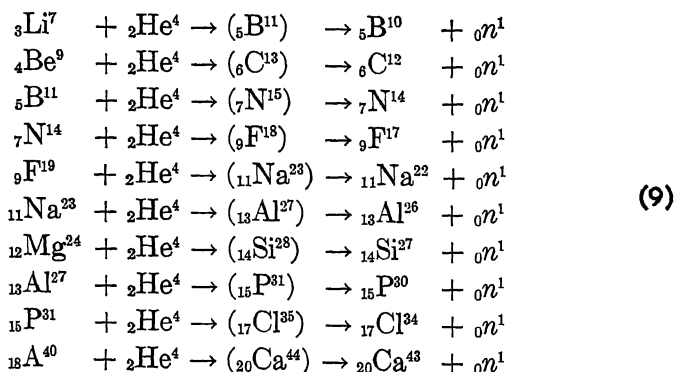 ₃Li⁷ + ₂He⁴ → (₅B¹¹) → ₅B¹⁰ + ₀n¹
₄Be⁹ + ₂He⁴ → (₆C¹³) → ₆C¹² + ₀n¹
₅B¹¹ + ₂He⁴ → (₇N¹⁵) → ₇N¹⁴ + ₀n¹
₇N¹⁴ + ₂He⁴ → (₉F¹⁸) → ₉F¹⁷ + ₀n¹
₉F¹⁹ + ₂He⁴ → (₁₁Na²³) → ₁₁Na²² + ₀n¹
₁₁Na²³ + ₂He⁴ → (₁₃Al²⁷) → ₁₃Al²⁶ + ₀n¹
₁₂Mg²⁴ + ₂He⁴ → (₁₄Si²⁸) → ₁₄Si²⁷ + ₀n¹
₁₃Al²⁷ + ₂He⁴ → (₁₅P³¹) → ₁₅P³⁰ + ₀n¹
₁₅P³¹ + ₂He⁴ → (₁₇Cl³⁵) → ₁₇Cl³⁴ + ₀n¹
₁₈A⁴⁰ + ₂He⁴ → (₂₀Ca⁴⁴) → ₂₀Ca⁴³ + ₀n¹
(9)